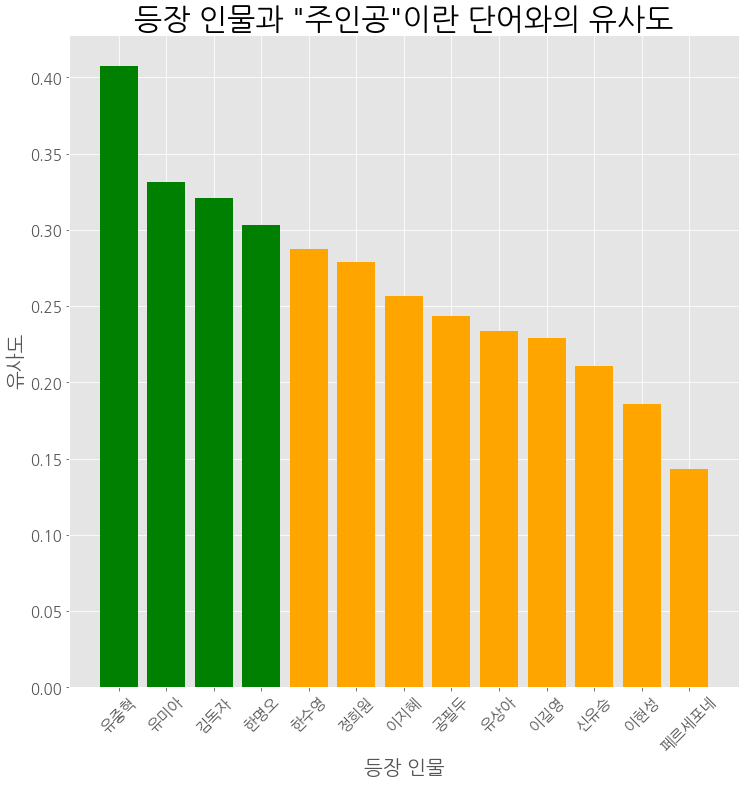 등장 인물과 "주인공"이란 단어와의 유사도
유사도
0.40
0.35
0.30
0.25
0.20
0.15
0.10
0.05
0.00
유중혁
유미아
김독자
한명오
한수영
정희원
이지혜
공필두
유상아
이길영
신유승
이현성
페르세포네
등장 인물